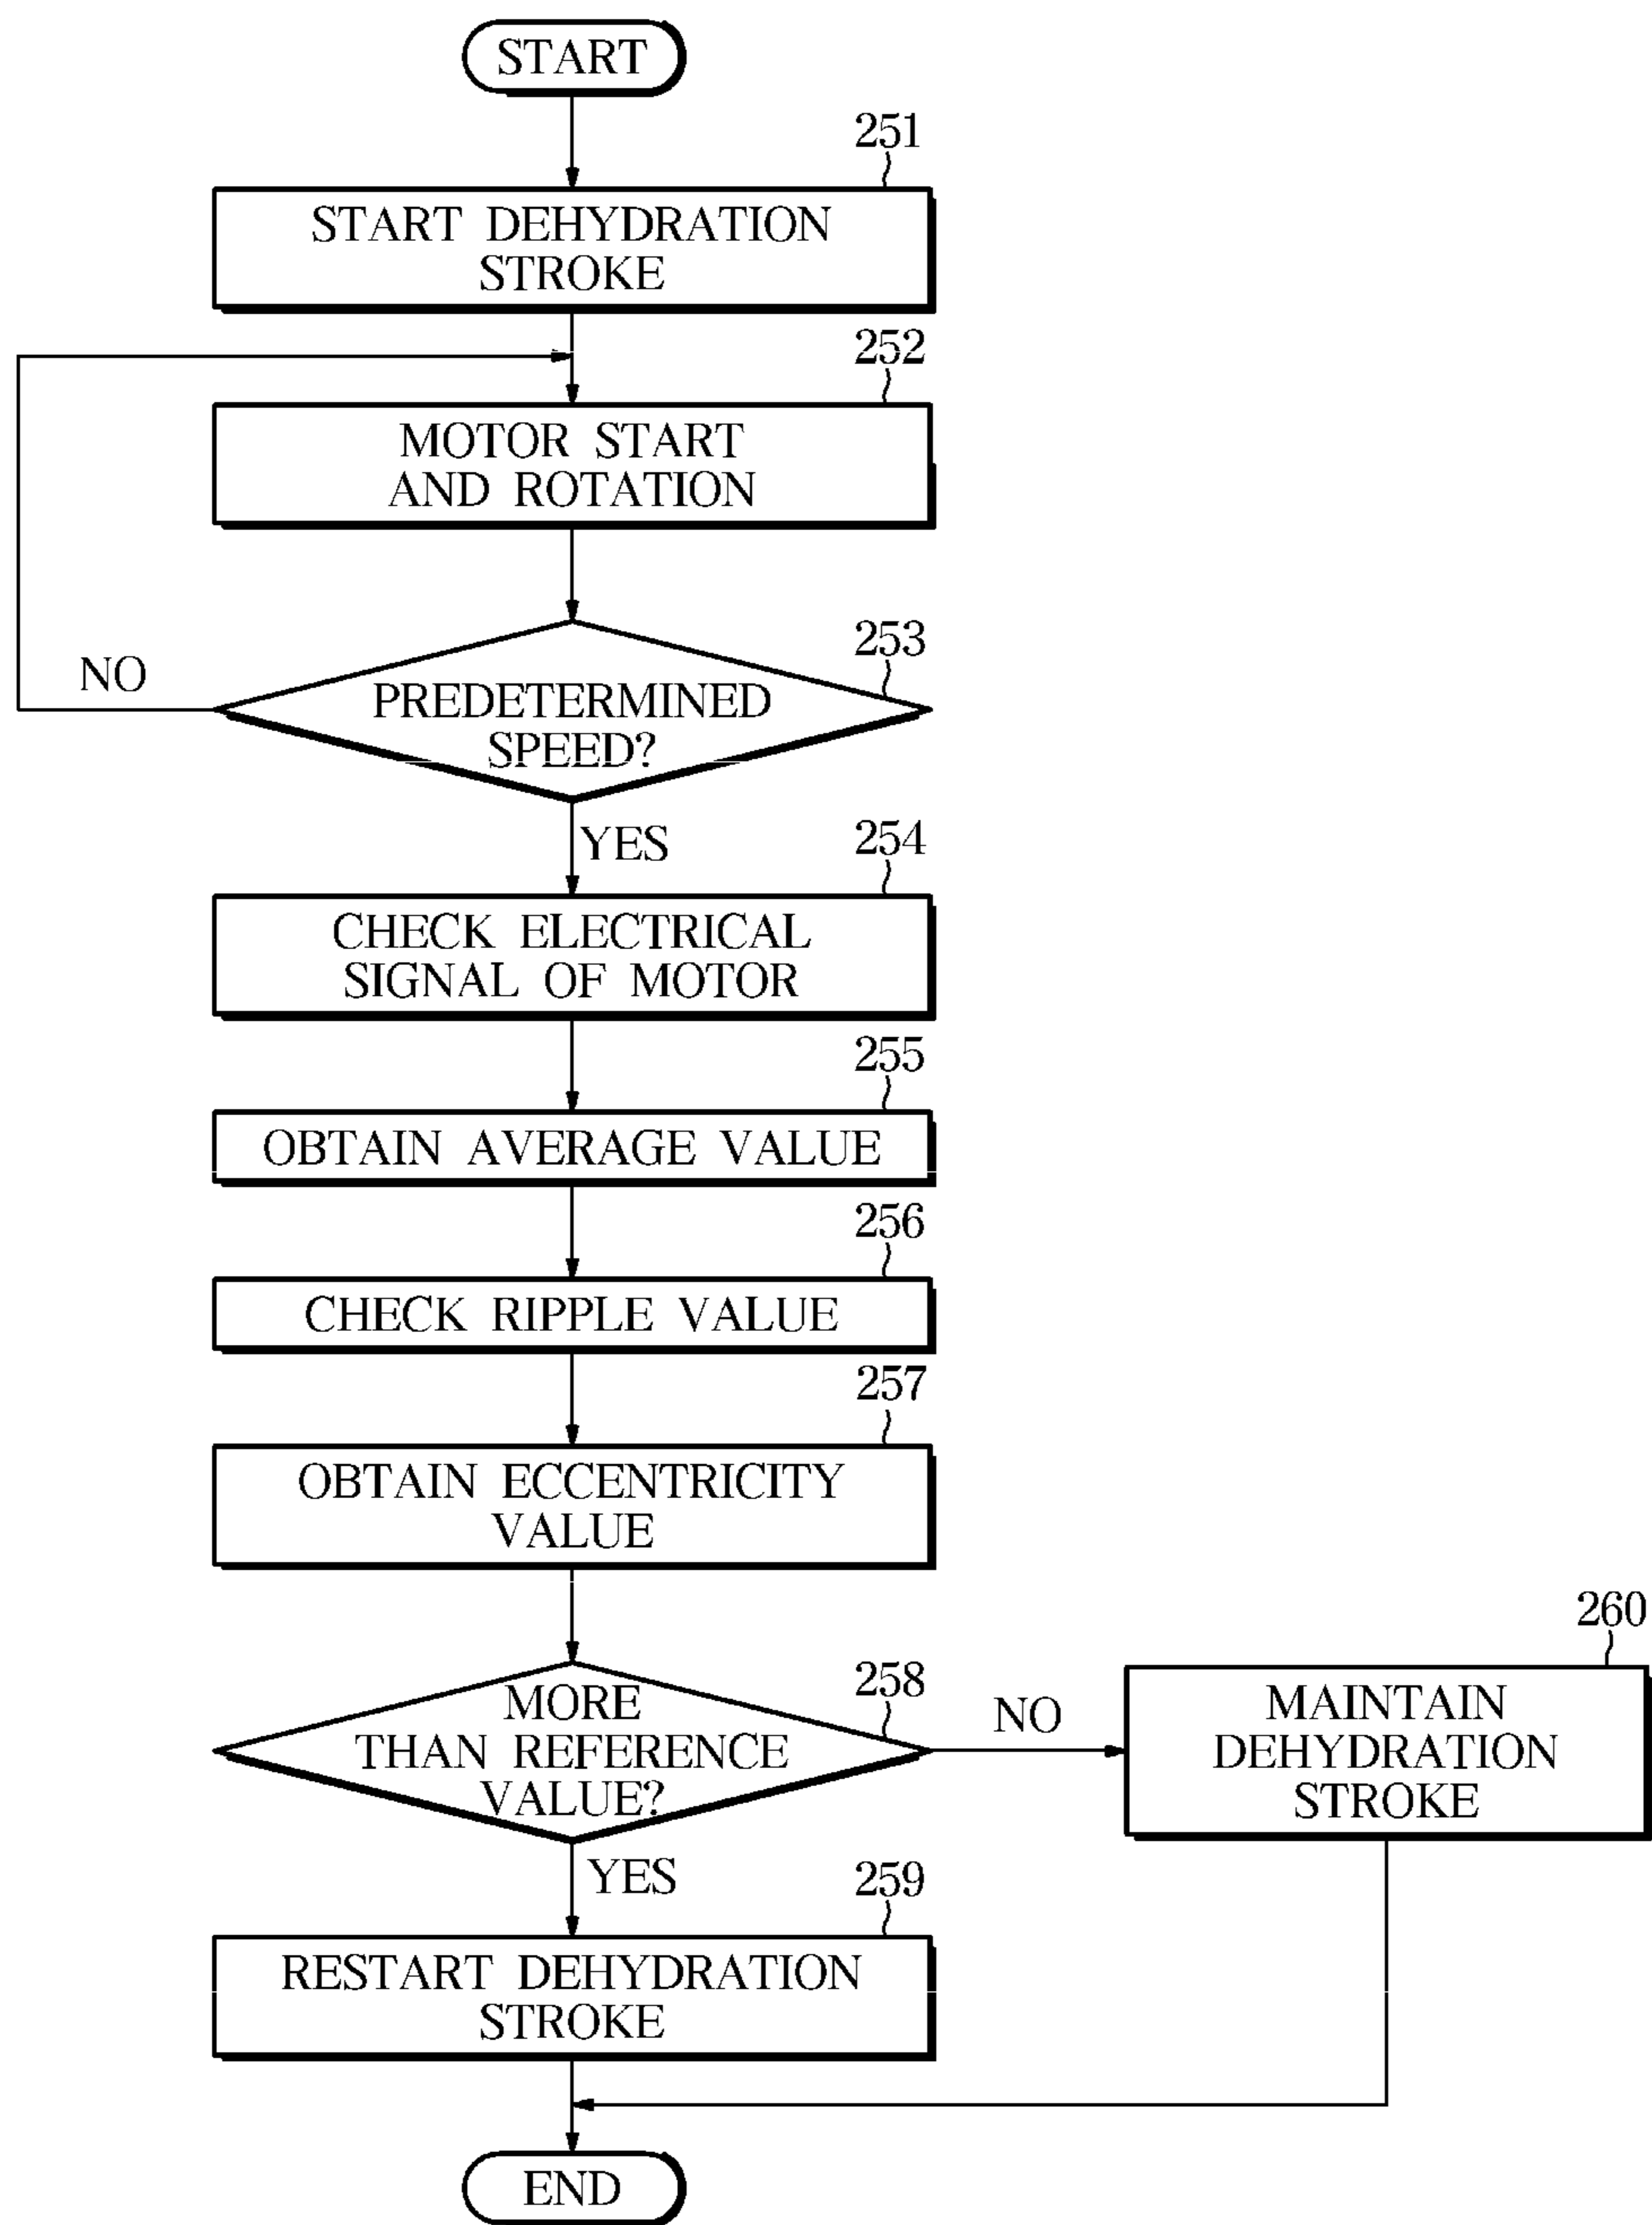 START
251
START DEHYDRATION
STROKE
252
MOTOR START
AND ROTATION
253
NO
PREDETERMINED
SPEED?
YES
254
CHECK ELECTRICAL
SIGNAL OF MOTOR
255
OBTAIN AVERAGE VALUE
256
CHECK RIPPLE VALUE
257
OBTAIN ECCENTRICITY
VALUE
258
MORE
THAN REFERENCE
VALUE?
NO
260
MAINTAIN
DEHYDRATION
STROKE
YES
259
RESTART DEHYDRATION
STROKE
END